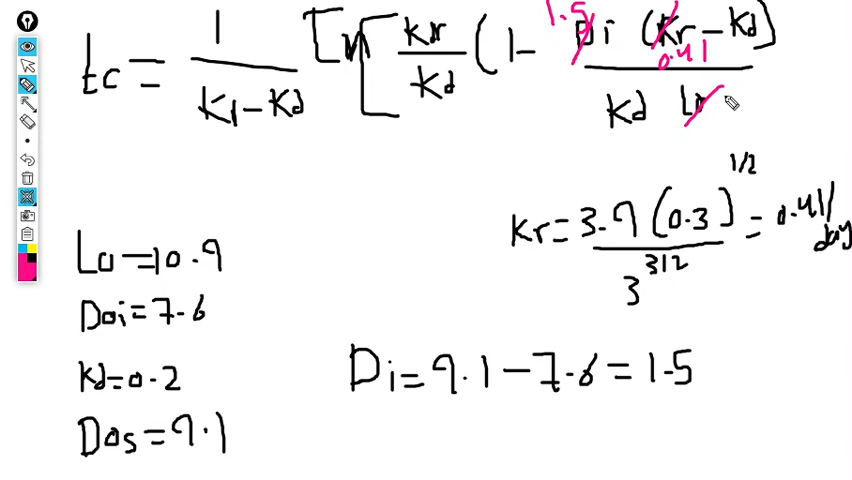 tc = 1 / Kr - Kd ln [ Kr / Kd ( 1 - 1.5 Di ( 0.41 Kr - Kd ) / Kd Lo
Kr = 3.9 (0.3)^1/2 / 3^3/2 = 0.41/day
Lo = 10.9
Doi = 7.6
Kd = 0.2
Di = 9.1 - 7.6 = 1.5
Dos = 9.1